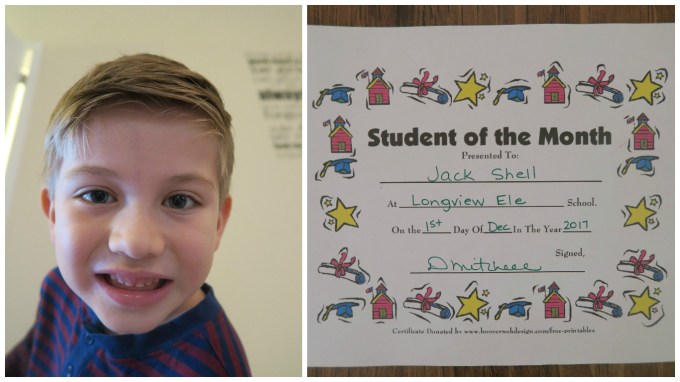 Student of the Month
Presented To:
Jack Shell
At Longview Ele School.
On the 1st Day Of Dec In The Year 2017
Signed,
DMitchell
Certificate Donated by www.hooverwebdesign.com/free-printables